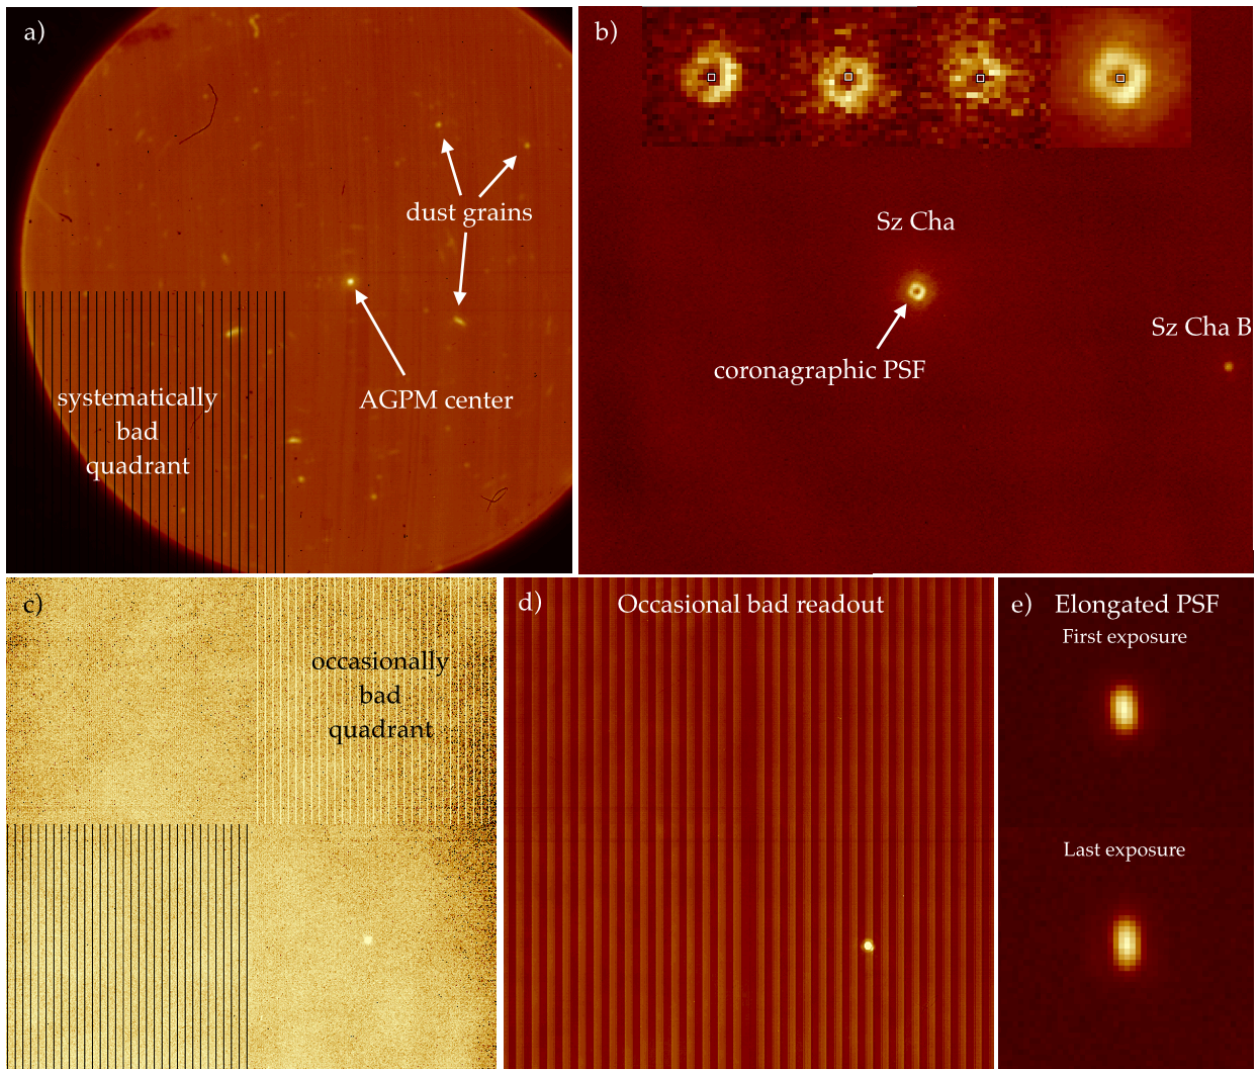 a)
dust grains
AGPM center
systematically
bad
quadrant
b)
Sz Cha
coronagraphic PSF
Sz Cha B
c)
occasionally
bad
quadrant
d)
Occasional bad readout
e)
Elongated PSF
First exposure
Last exposure